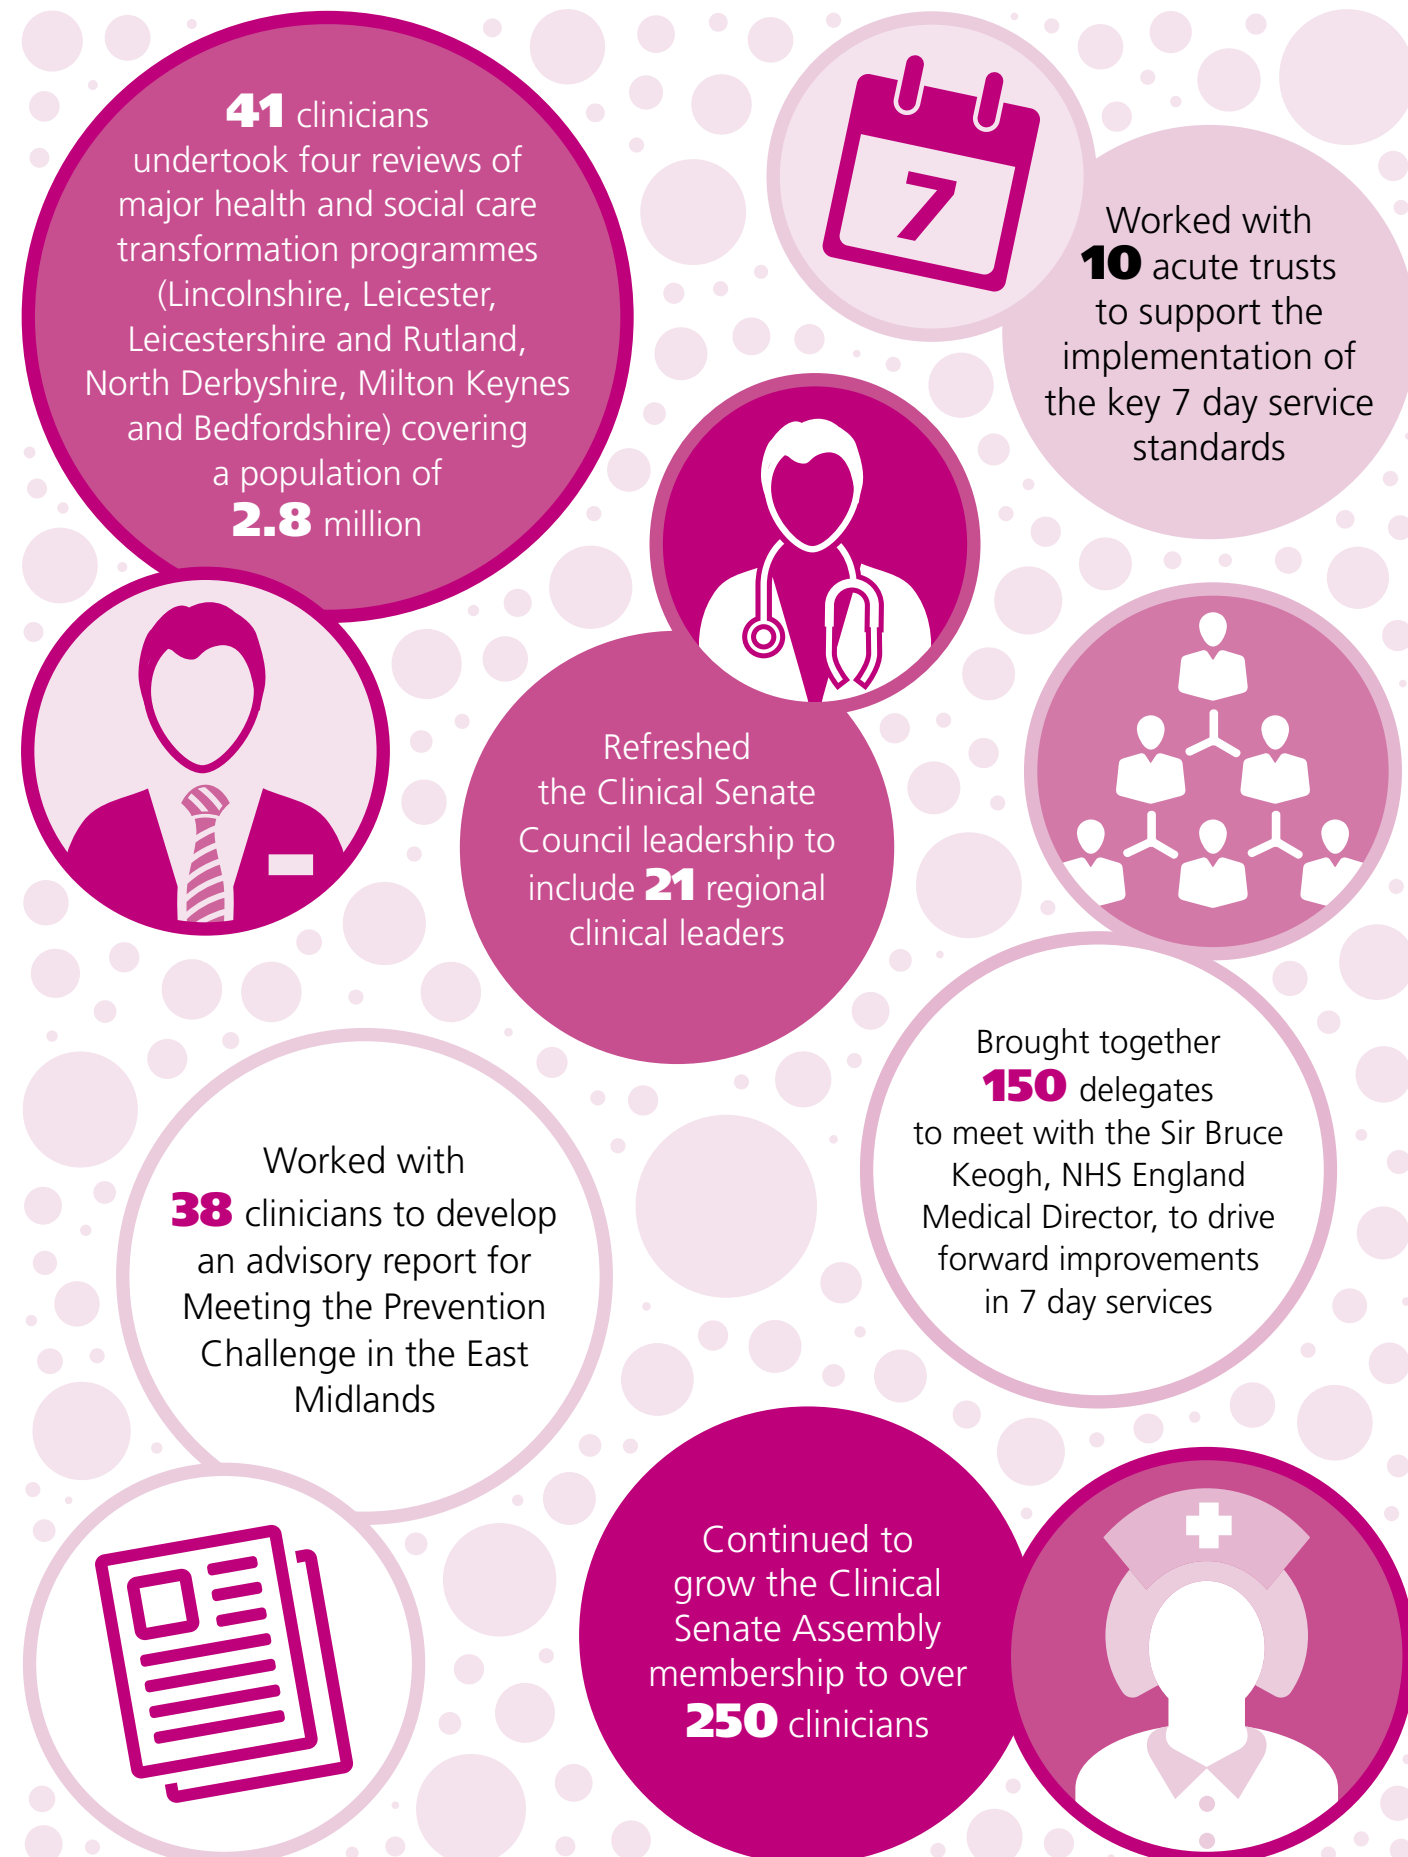 41 clinicians
undertook four reviews of
major health and social care
transformation programmes
(Lincolnshire, Leicester,
Leicestershire and Rutland,
North Derbyshire, Milton Keynes
and Bedfordshire) covering
a population of
2.8 million
7
Worked with
10 acute trusts
to support the
implementation of
the key 7 day service
standards
Refreshed
the Clinical Senate
Council leadership to
include 21 regional
clinical leaders
Brought together
150 delegates
to meet with the Sir Bruce
Keogh, NHS England
Medical Director, to drive
forward improvements
in 7 day services
Worked with
38 clinicians to develop
an advisory report for
Meeting the Prevention
Challenge in the East
Midlands
Continued to
grow the Clinical
Senate Assembly
membership to over
250 clinicians